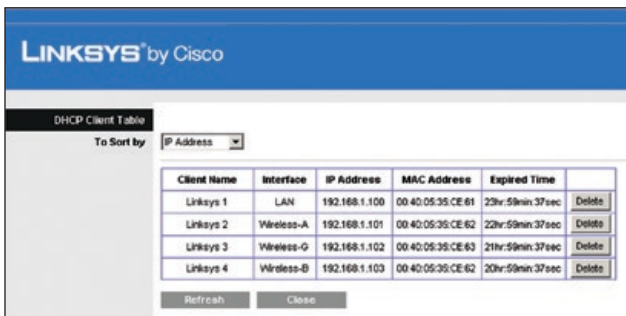 LINKSYS® by Cisco
DHCP Client Table
To Sort by IP Address
Client Name Interface IP Address MAC Address Expired Time
Linksys 1 LAN 192.168.1.100 00:40:05:35:CE:61 23hr:59min:37sec Delete
Linksys 2 Wireless-A 192.168.1.101 00:40:05:35:CE:62 22hr:59min:37sec Delete
Linksys 3 Wireless-G 192.168.1.102 00:40:05:35:CE:63 21hr:59min:37sec Delete
Linksys 4 Wireless-B 192.168.1.103 00:40:05:35:CE:62 20hr:59min:37sec Delete
Refresh Close